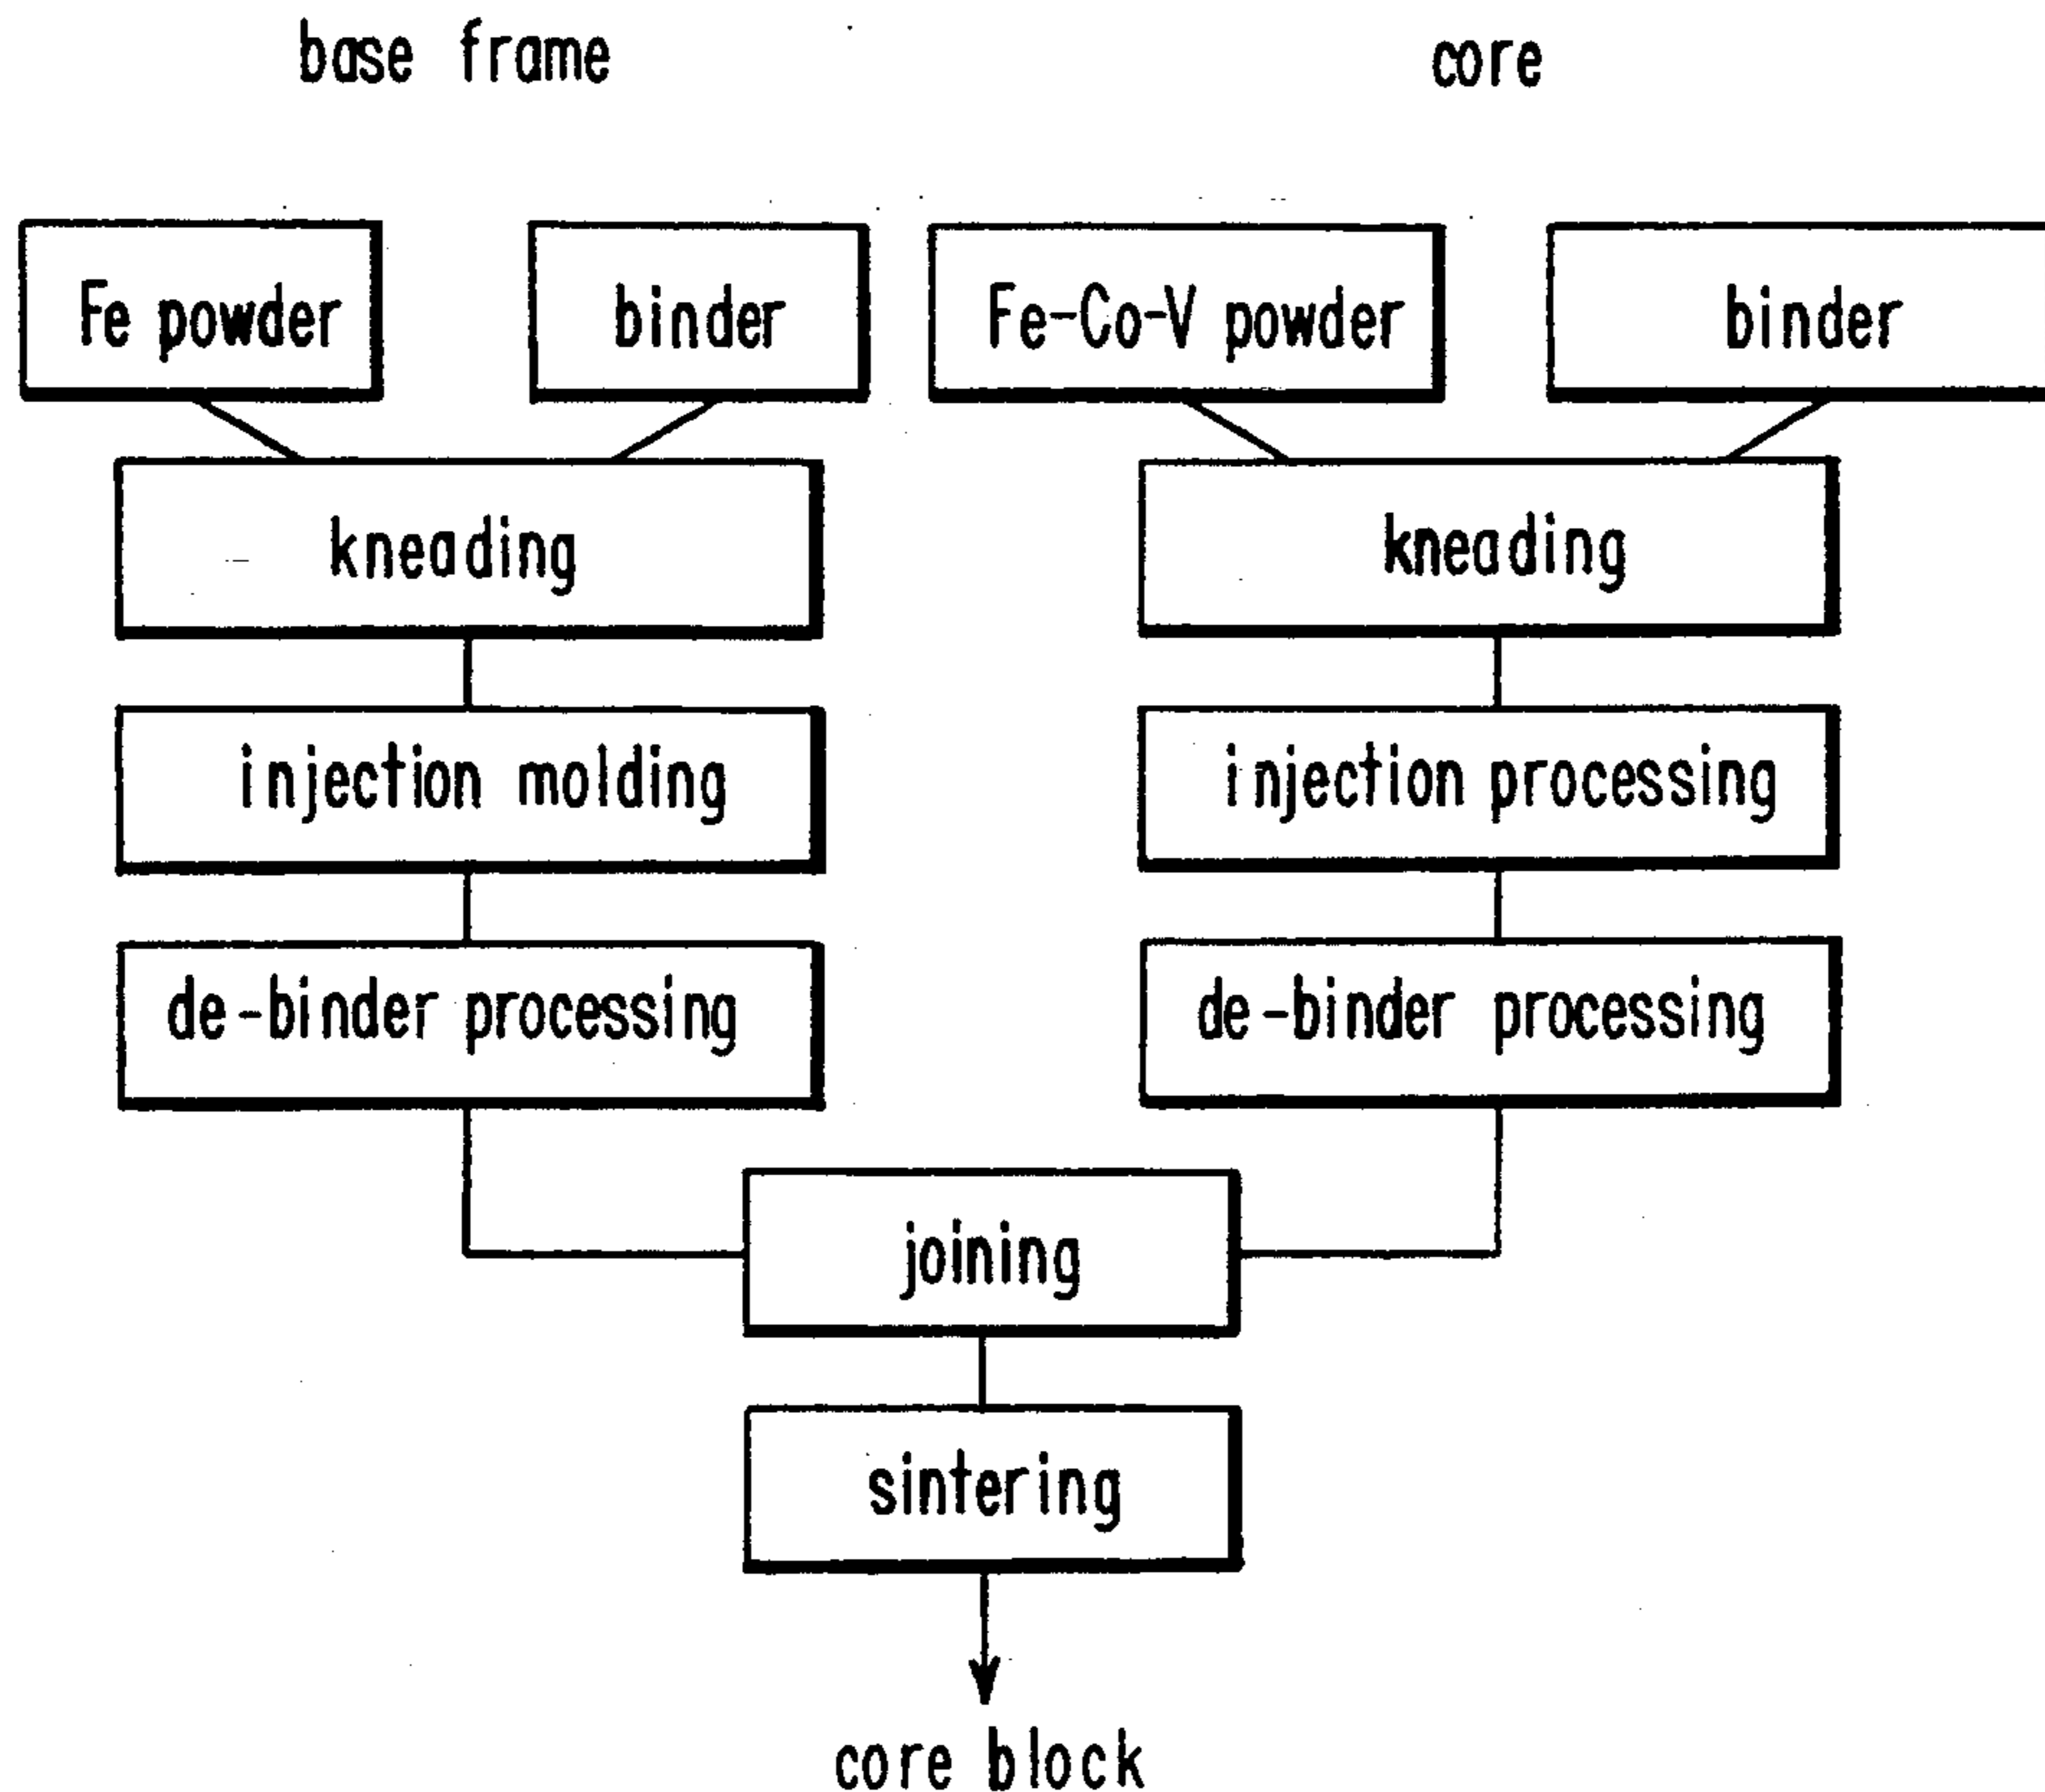 base frame
core
Fe powder
binder
Fe-Co-V powder
binder
kneading
kneading
injection molding
injection processing
de-binder processing
de-binder processing
joining
sintering
core block